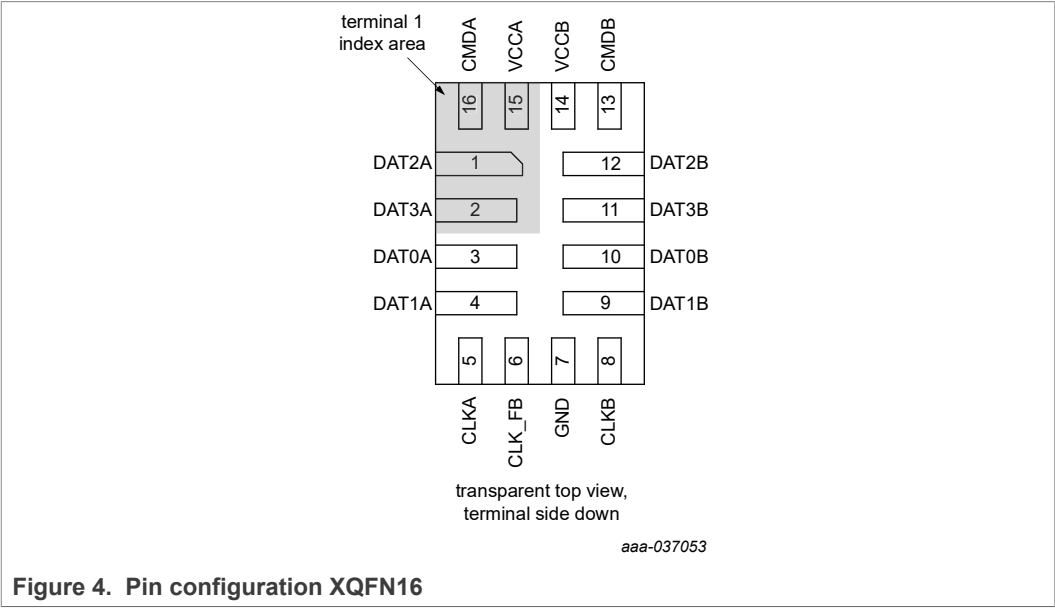 terminal 1
index area
CMDA
VCCA
VCCB
CMDB
16
15
14
13
DAT2A 1 12 DAT2B
DAT3A 2 11 DAT3B
DAT0A 3 10 DAT0B
DAT1A 4 9 DAT1B
5
6
7
8
CLKA
CLK_FB
GND
CLKB
transparent top view,
terminal side down
aaa-037053
Figure 4. Pin configuration XQFN16